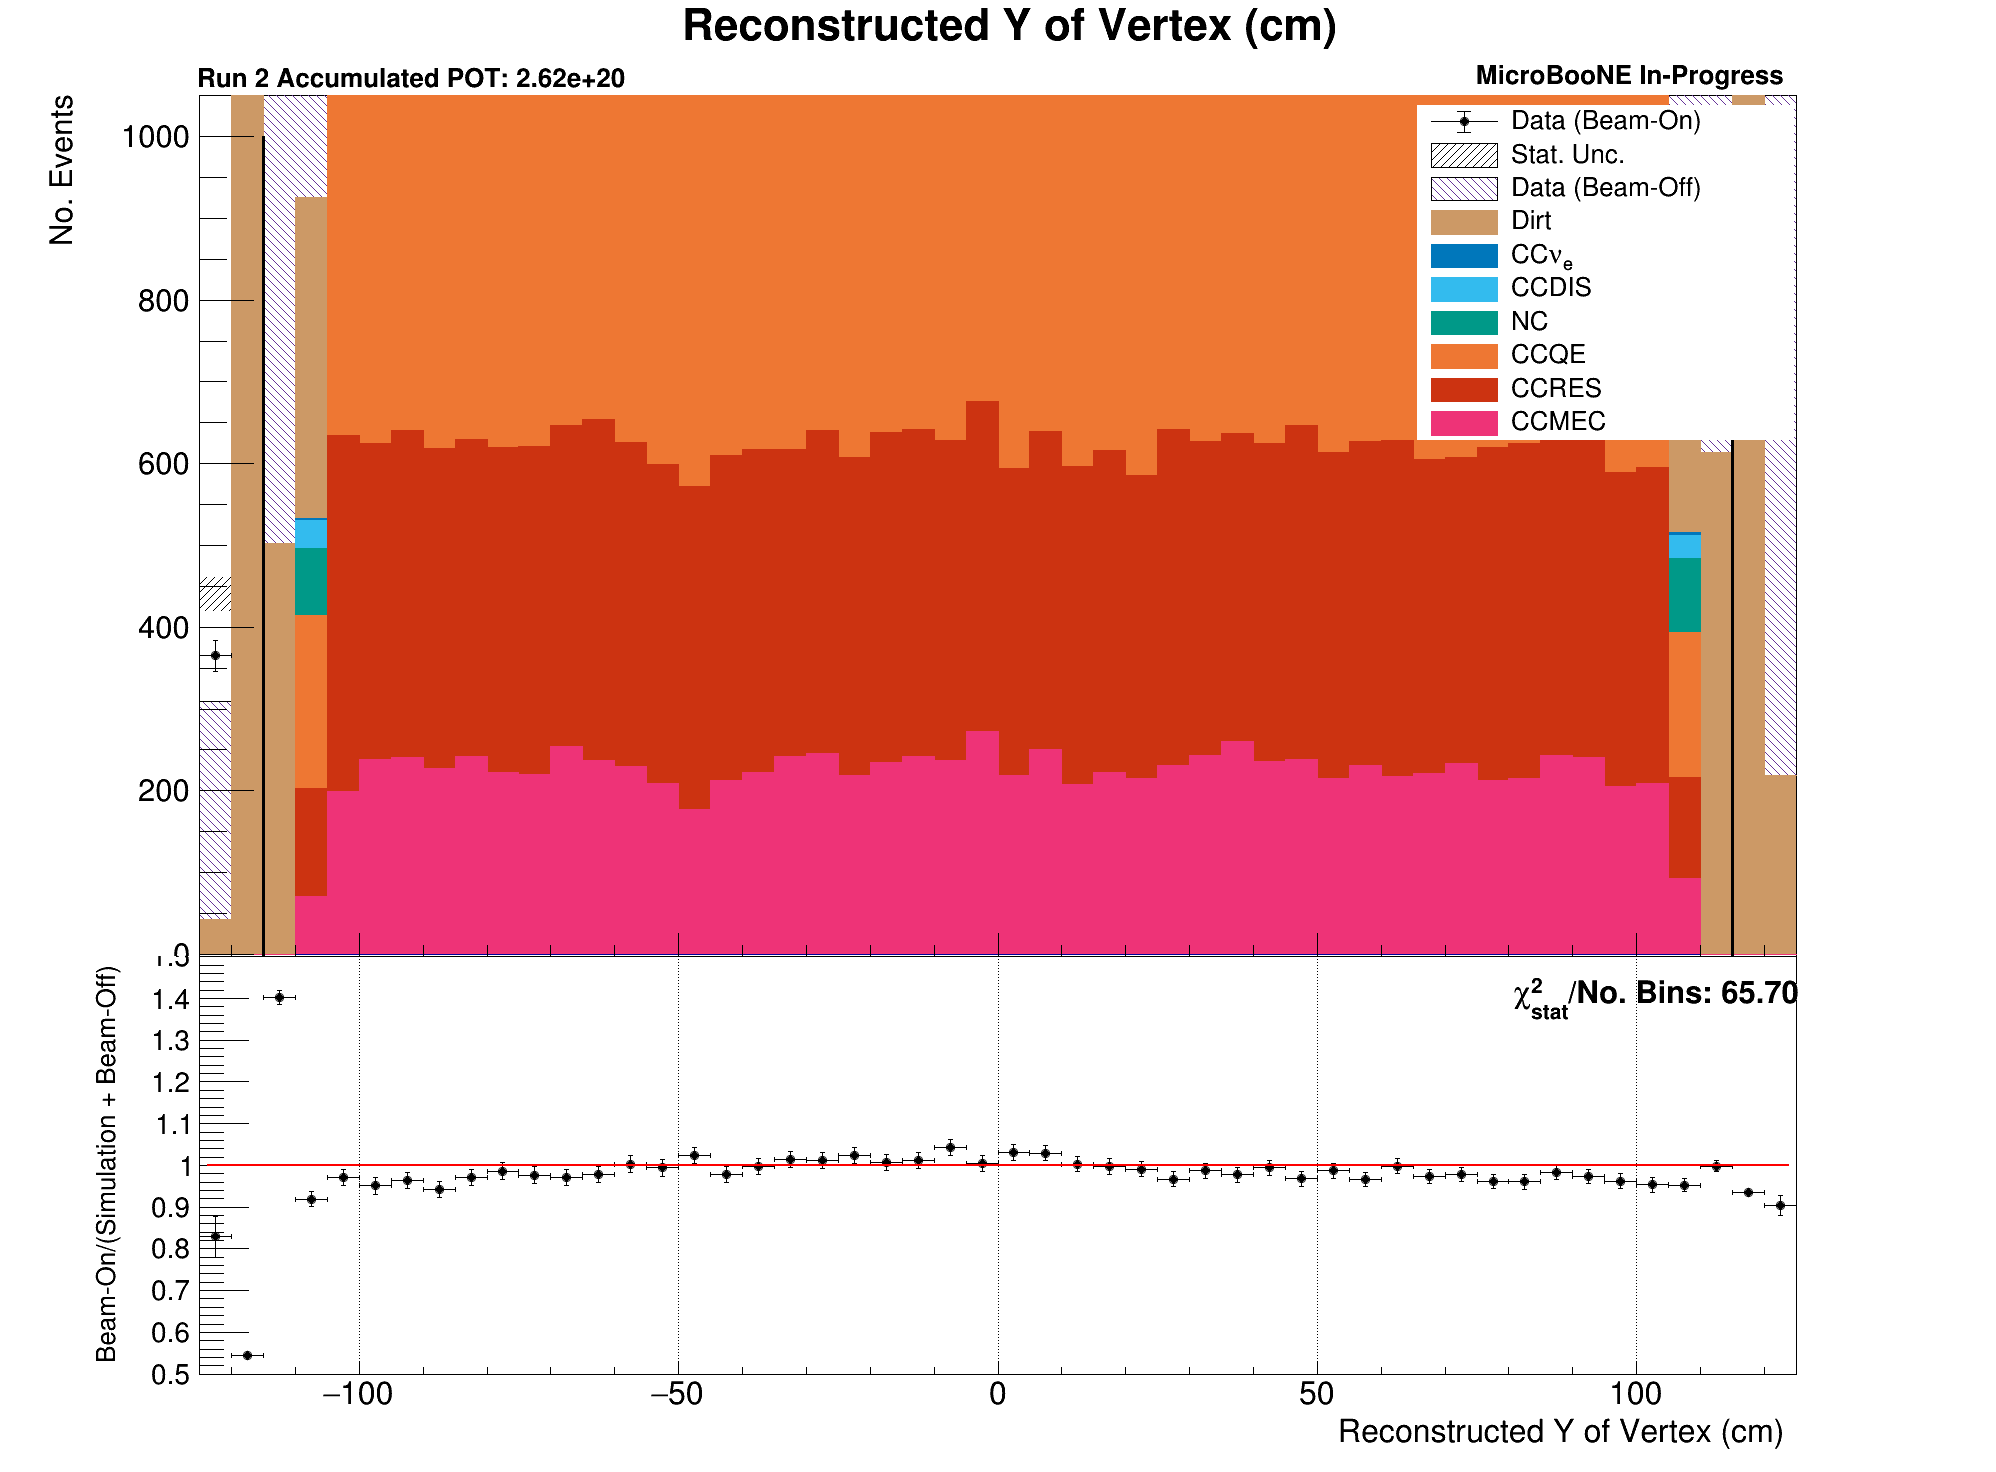 Reconstructed Y of Vertex (cm)
Run 2 Accumulated POT: 2.62e+20
MicroBooNE In-Progress
No. Events
1000
800
600
400
200
0
Data (Beam-On)
Stat. Unc.
Data (Beam-Off)
Dirt
CCνe
CCDIS
NC
CCQE
CCRES
CCMEC
Beam-On/(Simulation + Beam-Off)
1.5
1.4
1.3
1.2
1.1
1
0.9
0.8
0.7
0.6
0.5
χ²stat/No. Bins: 65.70
−100
−50
0
50
100
Reconstructed Y of Vertex (cm)